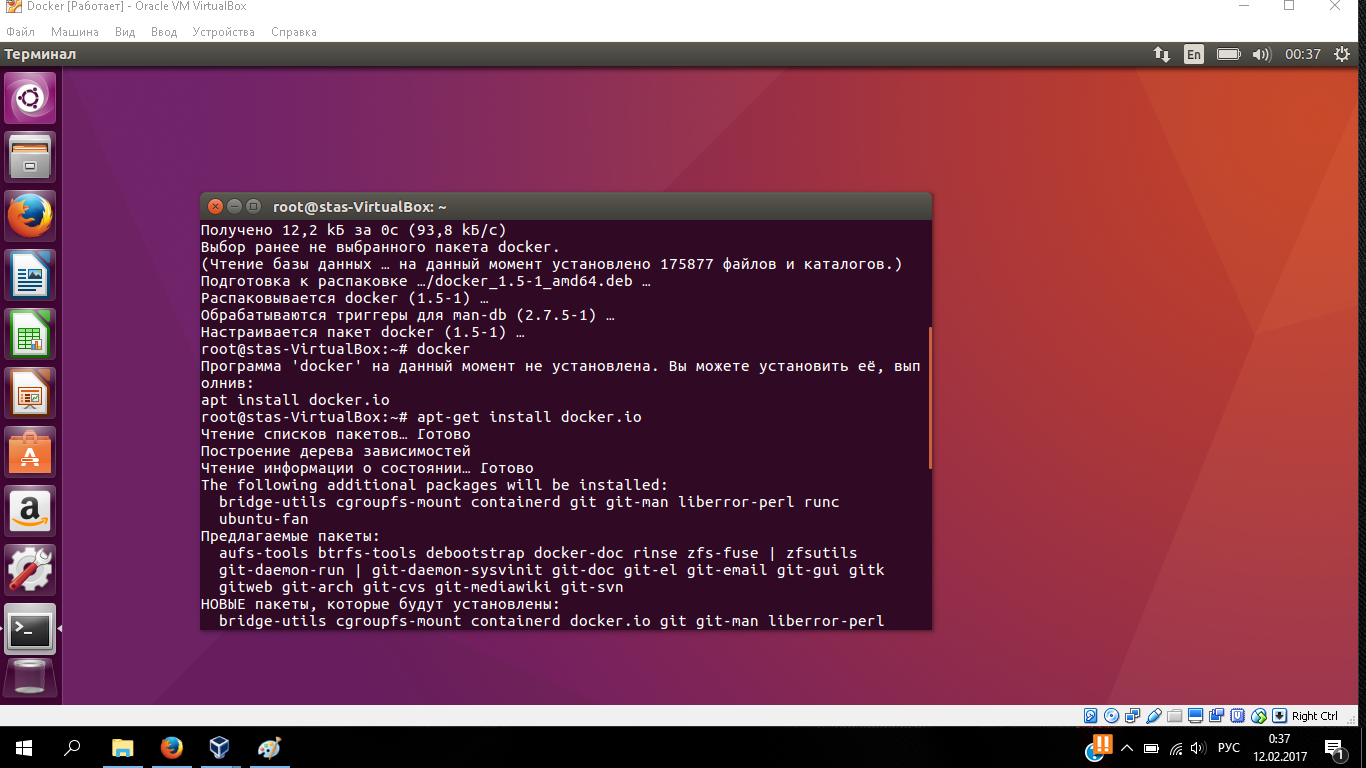 Docker [Работает] - Oracle VM VirtualBox
Файл Машина Вид Ввод Устройства Справка
Терминал
En
00:37
root@stas-VirtualBox: ~
Получено 12,2 kБ за 0с (93,8 kБ/c)
Выбор ранее не выбранного пакета docker.
(Чтение базы данных … на данный момент установлено 175877 файлов и каталогов.)
Подготовка к распаковке …/docker_1.5-1_amd64.deb …
Распаковывается docker (1.5-1) …
Обрабатываются триггеры для man-db (2.7.5-1) …
Настраивается пакет docker (1.5-1) …
root@stas-VirtualBox:~# docker
Программа 'docker' на данный момент не установлена. Вы можете установить её, вып
олнив:
apt install docker.io
root@stas-VirtualBox:~# apt-get install docker.io
Чтение списков пакетов… Готово
Построение дерева зависимостей
Чтение информации о состоянии… Готово
The following additional packages will be installed:
bridge-utils cgroupfs-mount containerd git git-man liberror-perl runc
ubuntu-fan
Предлагаемые пакеты:
aufs-tools btrfs-tools debootstrap docker-doc rinse zfs-fuse | zfsutils
git-daemon-run | git-daemon-sysvinit git-doc git-el git-email git-gui gitk
gitweb git-arch git-cvs git-mediawiki git-svn
НОВЫЕ пакеты, которые будут установлены:
bridge-utils cgroupfs-mount containerd docker.io git git-man liberror-perl
Right Ctrl
РУС
0:37
12.02.2017
1